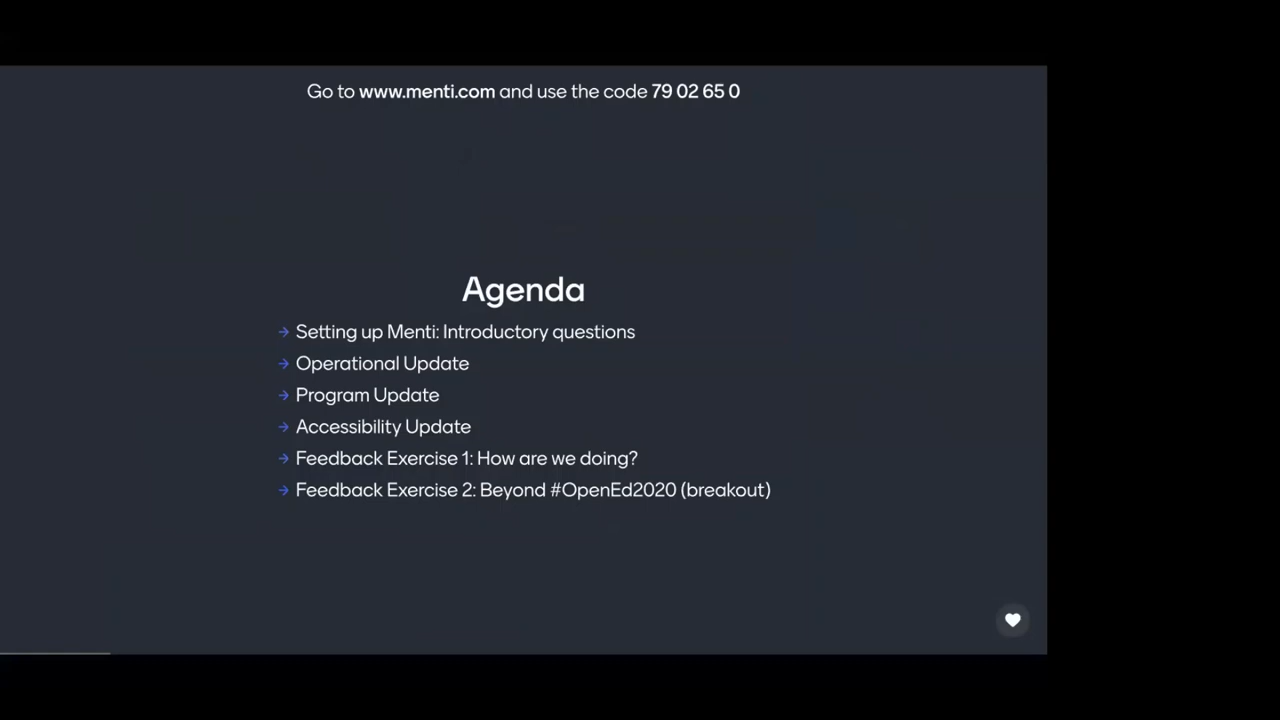 Go to www.menti.com and use the code 79 02 65 0
Agenda
→ Setting up Menti: Introductory questions
→ Operational Update
→ Program Update
→ Accessibility Update
→ Feedback Exercise 1: How are we doing?
→ Feedback Exercise 2: Beyond #OpenEd2020 (breakout)